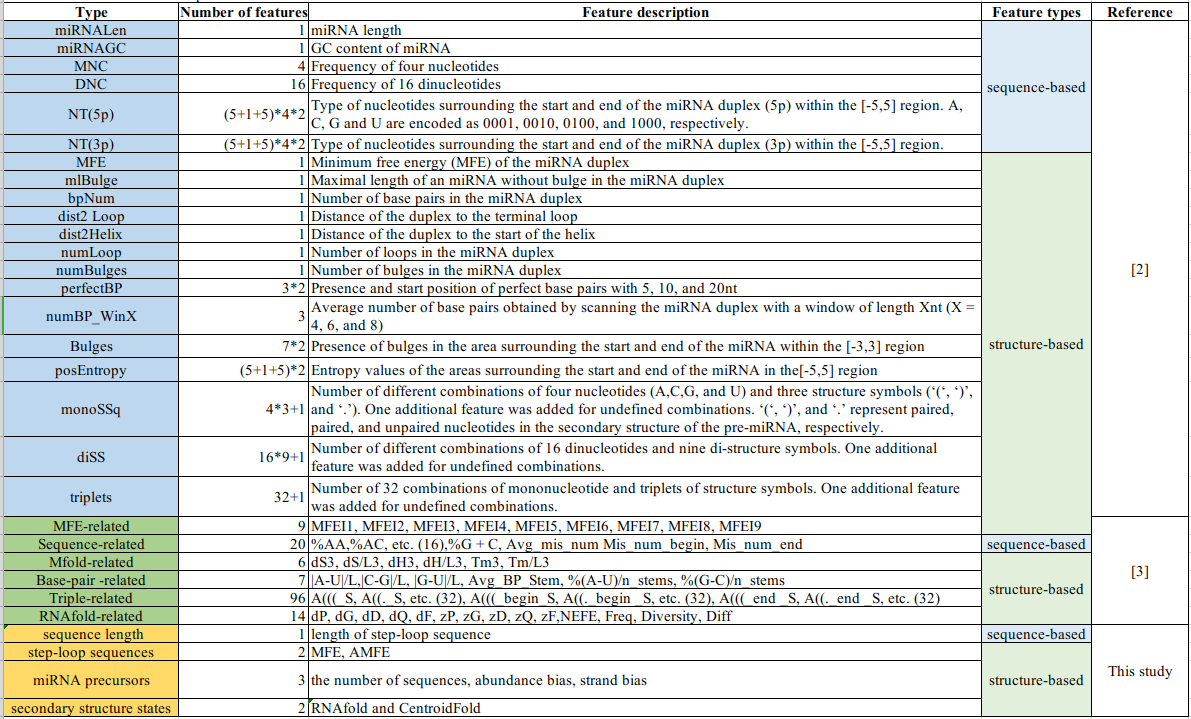 Type Number of features Feature description Feature types Reference
miRNALen 1 miRNA length
miRNAGC 1 GC content of miRNA
MNC 4 Frequency of four nucleotides
DNC 16 Frequency of 16 dinucleotides
sequence-based
NT(5p) (5+1+5)*4*2 Type of nucleotides surrounding the start and end of the miRNA duplex (5p) within the [-5,5] region. A,
C, G and U are encoded as 0001, 0010, 0100, and 1000, respectively.
NT(3p) (5+1+5)*4*2 Type of nucleotides surrounding the start and end of the miRNA duplex (3p) within the [-5,5] region.
MFE 1 Minimum free energy (MFE) of the miRNA duplex
mlBulge 1 Maximal length of an miRNA without bulge in the miRNA duplex
bpNum 1 Number of base pairs in the miRNA duplex
dist2 Loop 1 Distance of the duplex to the terminal loop
dist2Helix 1 Distance of the duplex to the start of the helix
numLoop 1 Number of loops in the miRNA duplex
numBulges 1 Number of bulges in the miRNA duplex
[2]
perfectBP 3*2 Presence and start position of perfect base pairs with 5, 10, and 20nt
numBP_WinX 3 Average number of base pairs obtained by scanning the miRNA duplex with a window of length Xnt (X =
4, 6, and 8)
Bulges 7*2 Presence of bulges in the area surrounding the start and end of the miRNA within the [-3,3] region
structure-based
posEntropy (5+1+5)*2 Entropy values of the areas surrounding the start and end of the miRNA in the[-5,5] region
monoSSq 4*3+1 Number of different combinations of four nucleotides (A,C,G, and U) and three structure symbols (‘(‘, ‘)’,
and ‘.’). One additional feature was added for undefined combinations. ‘(‘, ‘)’, and ‘.’ represent paired,
paired, and unpaired nucleotides in the secondary structure of the pre-miRNA, respectively.
diSS 16*9+1 Number of different combinations of 16 dinucleotides and nine di-structure symbols. One additional
feature was added for undefined combinations.
triplets 32+1 Number of 32 combinations of mononucleotide and triplets of structure symbols. One additional feature
was added for undefined combinations.
MFE-related 9 MFEI1, MFEI2, MFEI3, MFEI4, MFEI5, MFEI6, MFEI7, MFEI8, MFEI9
Sequence-related 20 %AA,%AC, etc. (16),%G + C, Avg_mis_num Mis_num_begin, Mis_num_end sequence-based
Mfold-related 6 dS3, dS/L3, dH3, dH/L3, Tm3, Tm/L3
[3]
Base-pair -related 7 |A-U|/L,|C-G|/L, |G-U|/L, Avg_BP_Stem, %(A-U)/n_stems, %(G-C)/n_stems
structure-based
Triple-related 96 A(((_S, A((._S, etc. (32), A(((_begin_S, A((._begin _S, etc. (32), A(((_end _S, A((._end _S, etc. (32)
RNAfold-related 14 dP, dG, dD, dQ, dF, zP, zG, zD, zQ, zF,NEFE, Freq, Diversity, Diff
sequence length 1 length of step-loop sequence sequence-based
step-loop sequences 2 MFE, AMFE
This study
miRNA precursors 3 the number of sequences, abundance bias, strand bias structure-based
secondary structure states 2 RNAfold and CentroidFold